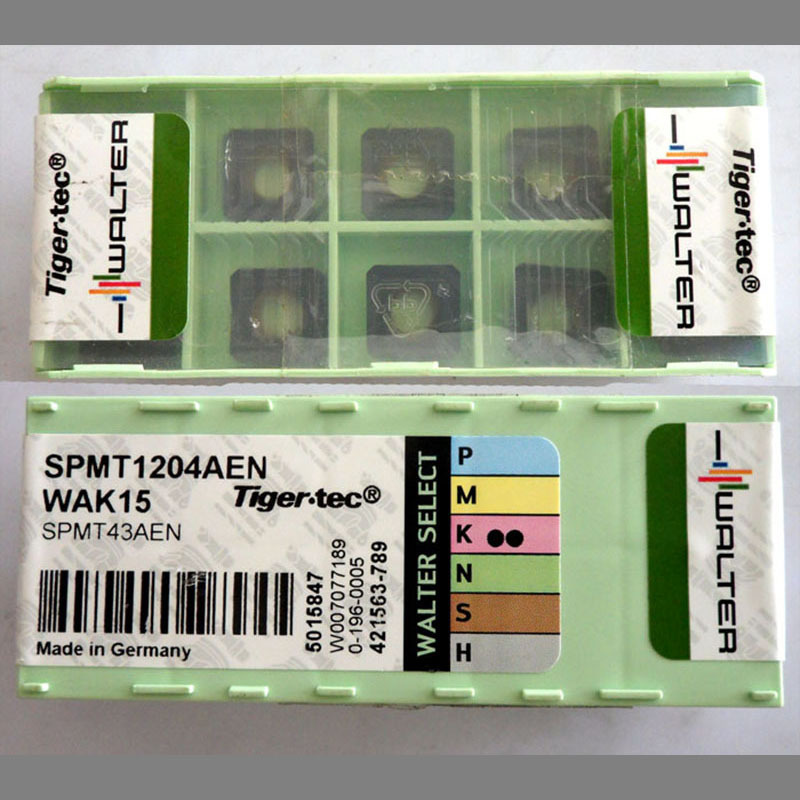 Tiger·tec®
WALTER
WALTER
Tiger·tec®
SPMT1204AEN
WAK15 Tiger·tec®
SPMT43AEN
Made in Germany
5015847
W007077189
0-196-0005
421563-789
WALTER SELECT
P
M
K
N
S
H
WALTER